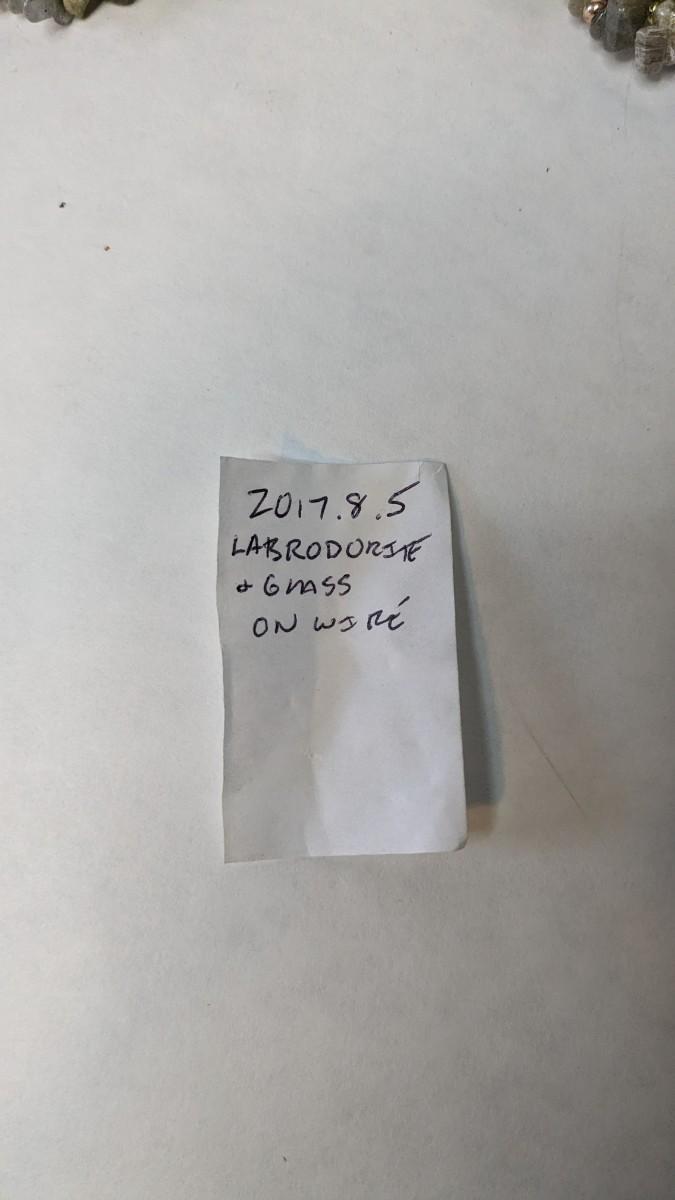 2017.8.5
LABRODORITE
+ GLASS
ON WIRE